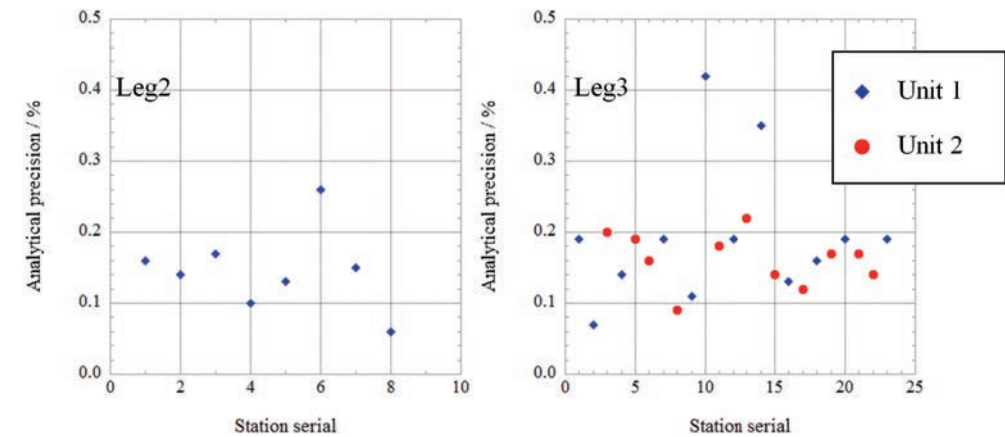 0.5
0.4
0.3
0.2
0.1
0.0
Analytical precision / %
Leg2
0 2 4 6 8 10
Station serial
0.5
0.4
0.3
0.2
0.1
0.0
Analytical precision / %
Leg3
0 5 10 15 20 25
Station serial
Unit 1
Unit 2